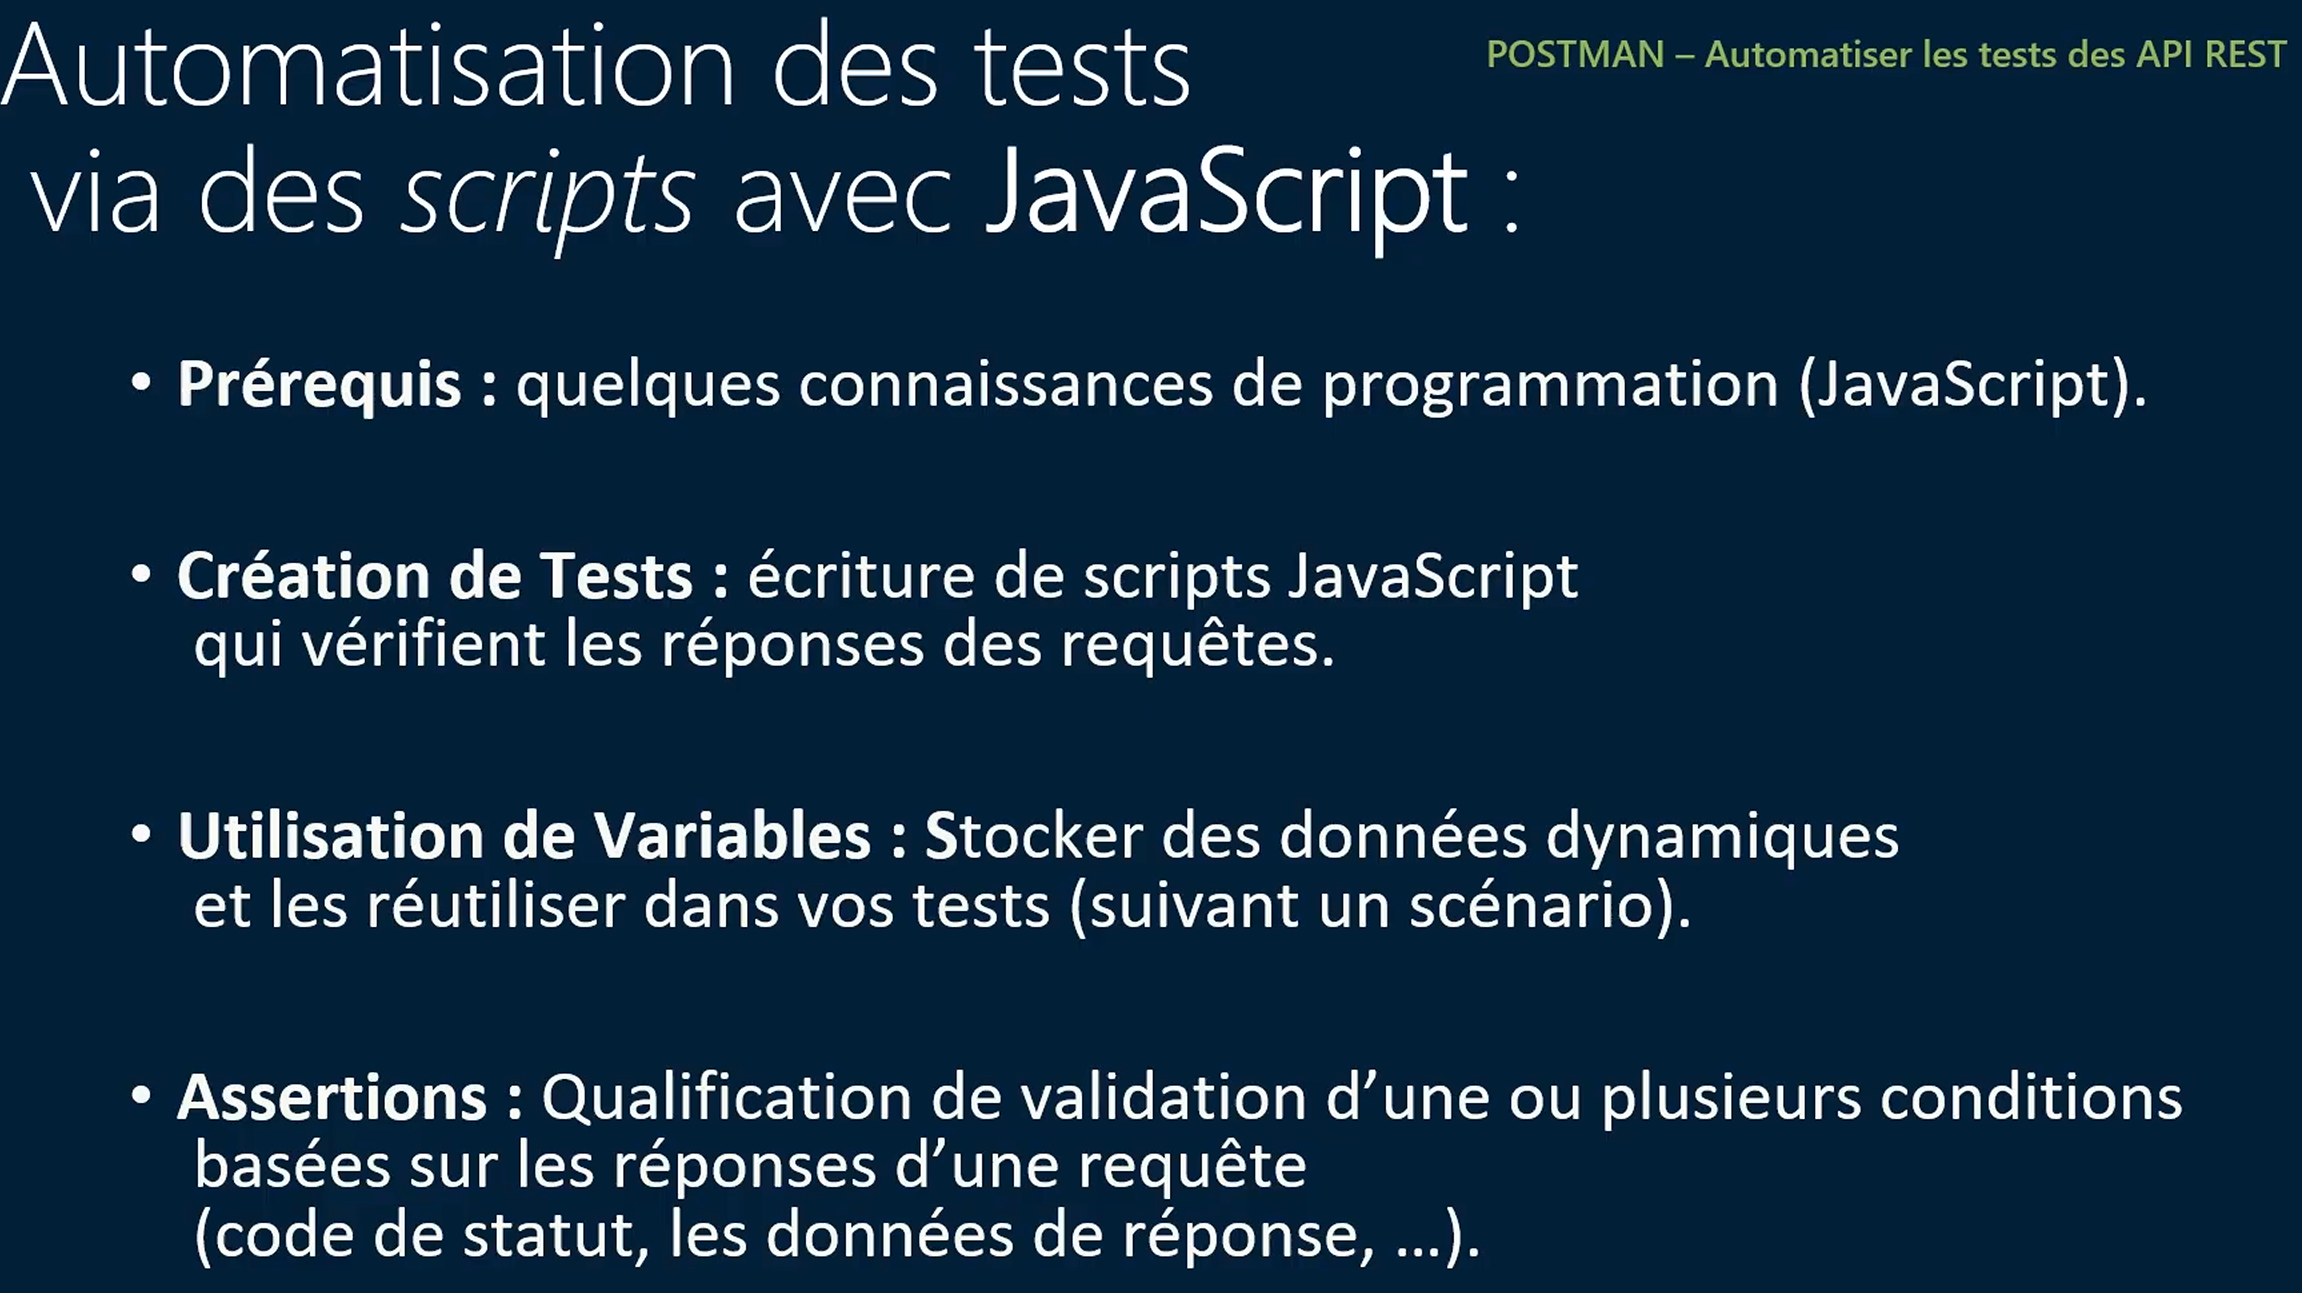 Automatisation des tests
POSTMAN – Automatiser les tests des API REST
via des scripts avec JavaScript :
• Prérequis : quelques connaissances de programmation (JavaScript).
• Création de Tests : écriture de scripts JavaScript
qui vérifient les réponses des requêtes.
• Utilisation de Variables : Stocker des données dynamiques
et les réutiliser dans vos tests (suivant un scénario).
• Assertions : Qualification de validation d’une ou plusieurs conditions
basées sur les réponses d’une requête
(code de statut, les données de réponse, …).